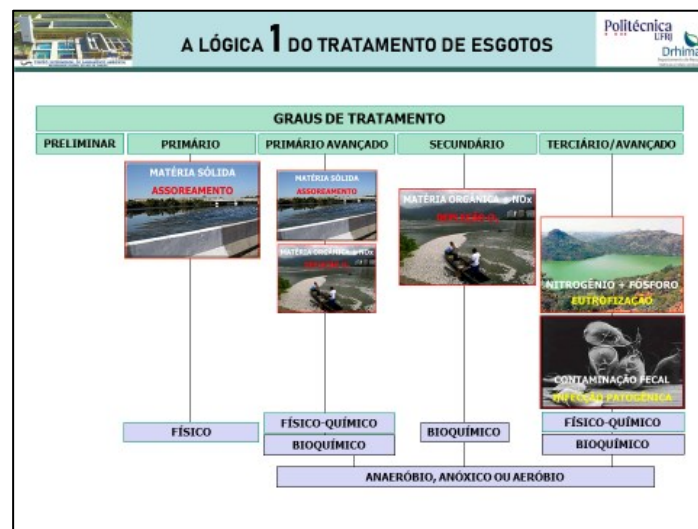 A LÓGICA 1 DO TRATAMENTO DE ESGOTOS
Politécnica
UFRJ
Drhima
GRAUS DE TRATAMENTO
PRELIMINAR
PRIMÁRIO
PRIMÁRIO AVANÇADO
SECUNDÁRIO
TERCIÁRIO/AVANÇADO
MATÉRIA SÓLIDA
ASSOREAMENTO
MATÉRIA SÓLIDA
ASSOREAMENTO
MATÉRIA ORGÂNICA
MATÉRIA ORGÂNICA e NOx
NITROGÊNIO + FÓSFORO
EUTROFIZAÇÃO
CONTAMINAÇÃO FECAL
INFECÇÃO PATOGÊNICA
FÍSICO
FÍSICO-QUÍMICO
BIOQUÍMICO
BIOQUÍMICO
FÍSICO-QUÍMICO
BIOQUÍMICO
ANAERÓBIO, ANÓXICO OU AERÓBIO